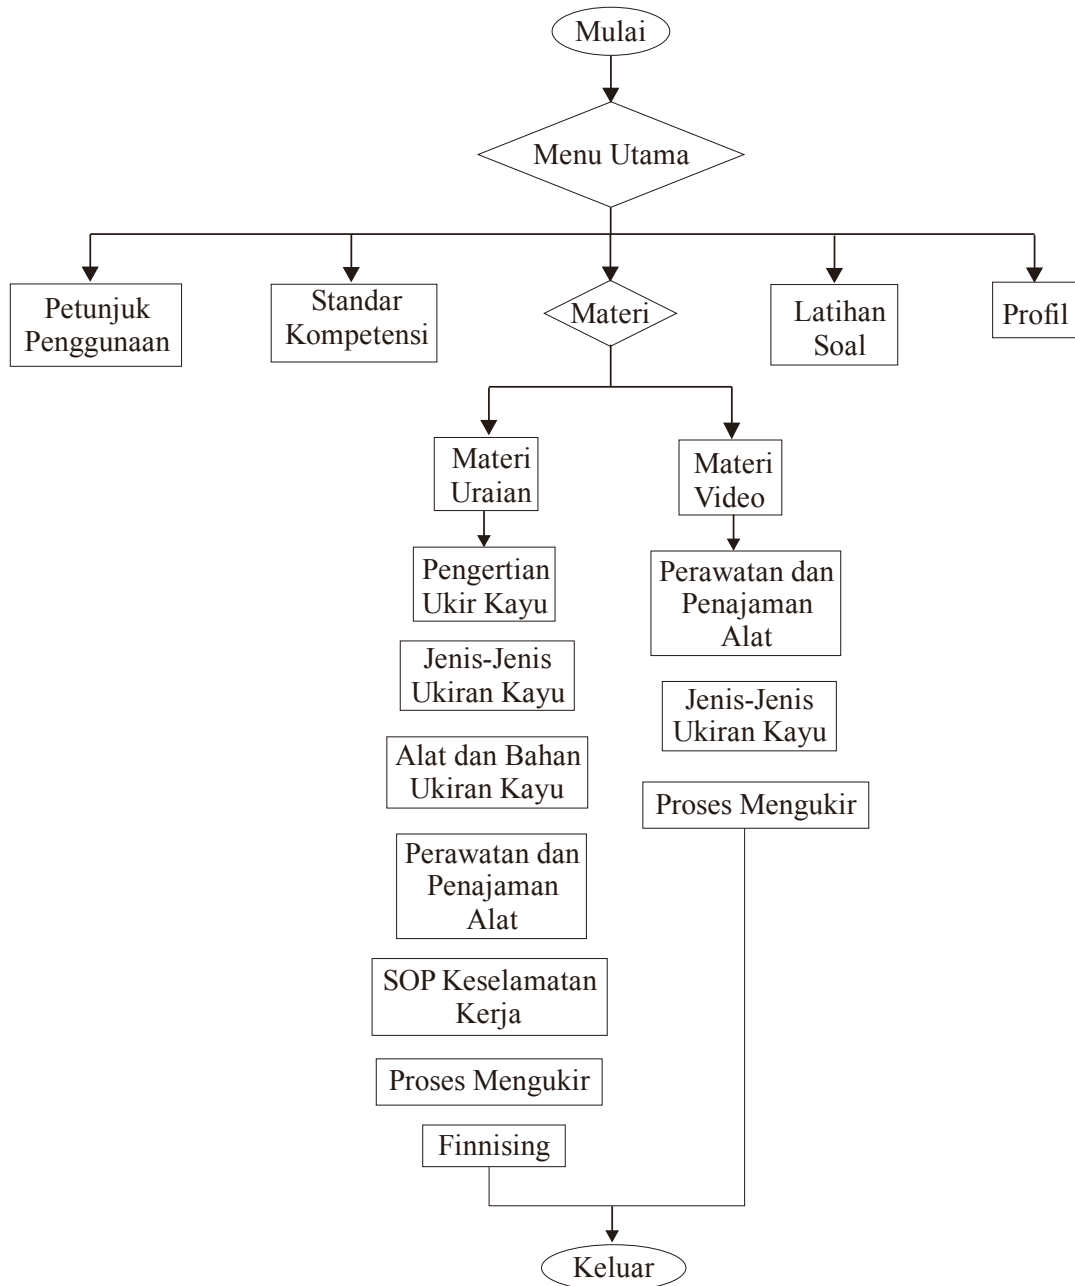 Mulai
Menu Utama
Petunjuk
Penggunaan
Standar
Kompetensi
Materi
Latihan
Soal
Profil
Materi
Uraian
Pengertian
Ukir Kayu
Jenis-Jenis
Ukiran Kayu
Alat dan Bahan
Ukiran Kayu
Perawatan dan
Penajaman
Alat
SOP Keselamatan
Kerja
Proses Mengukir
Finnising
Materi
Video
Perawatan dan
Penajaman
Alat
Jenis-Jenis
Ukiran Kayu
Proses Mengukir
Keluar